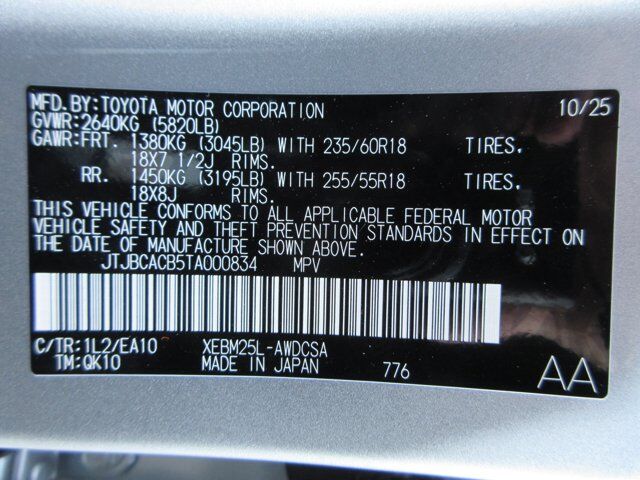 MFD.BY:TOYOTA MOTOR CORPORATION 10/25
GVWR:2640KG (5820LB)
GAWR:FRT. 1380KG (3045LB) WITH 235/60R18 TIRES,
18X7 1/2J RIMS.
RR. 1450KG (3195LB) WITH 255/55R18 TIRES,
18X8J RIMS.
THIS VEHICLE CONFORMS TO ALL APPLICABLE FEDERAL MOTOR
VEHICLE SAFETY AND THEFT PREVENTION STANDARDS IN EFFECT ON
THE DATE OF MANUFACTURE SHOWN ABOVE.
JTJBCACB5TA000834 MPV
C/TR:1L2/EA10 XEBM25L-AWDCSA
TM:QK10 MADE IN JAPAN 776 AA